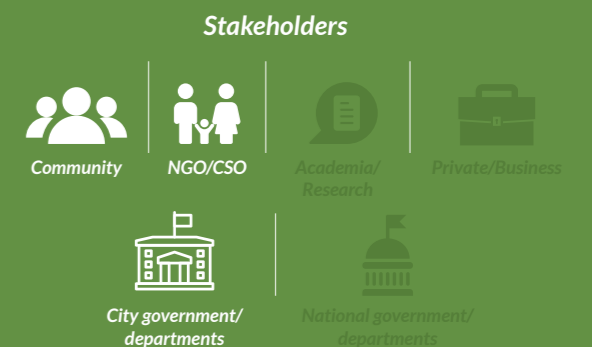 Stakeholders
Community
NGO/CSO
Academia/
Research
Private/Business
City government/
departments
National government/
departments